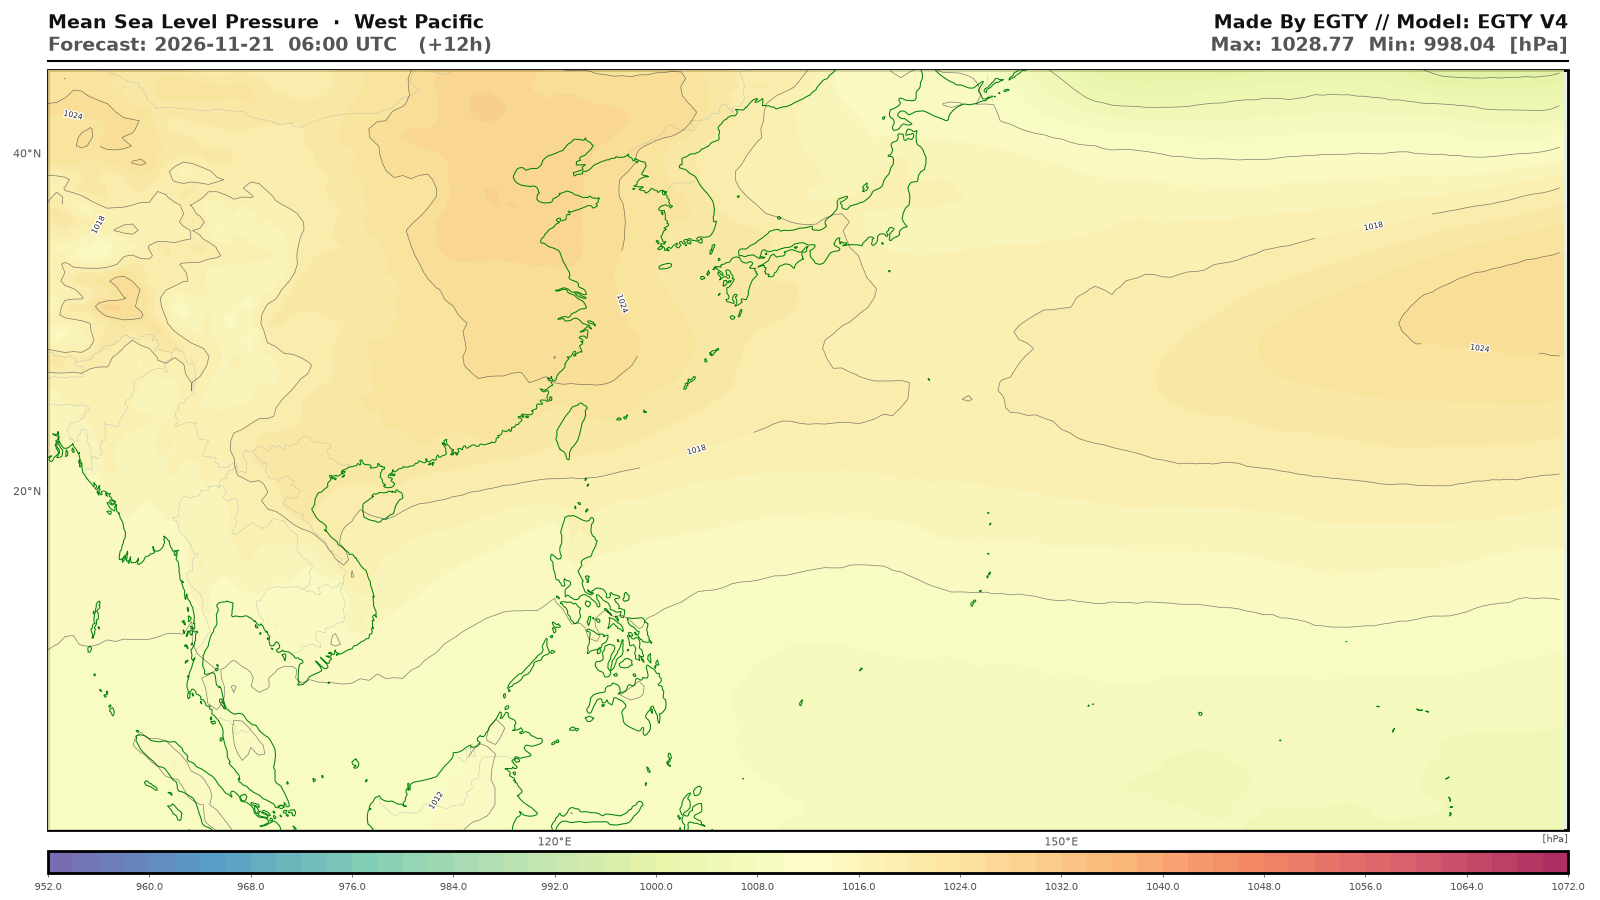 Mean Sea Level Pressure · West Pacific
Made By EGTY // Model: EGTY V4
Forecast: 2026-11-21 06:00 UTC (+12h)
Max: 1028.77 Min: 998.04 [hPa]
1024
40°N
1018
1018
1024
1024
1018
20°N
1012
120°E
150°E
[hPa]
952.0
960.0
968.0
976.0
984.0
992.0
1000.0
1008.0
1016.0
1024.0
1032.0
1040.0
1048.0
1056.0
1064.0
1072.0